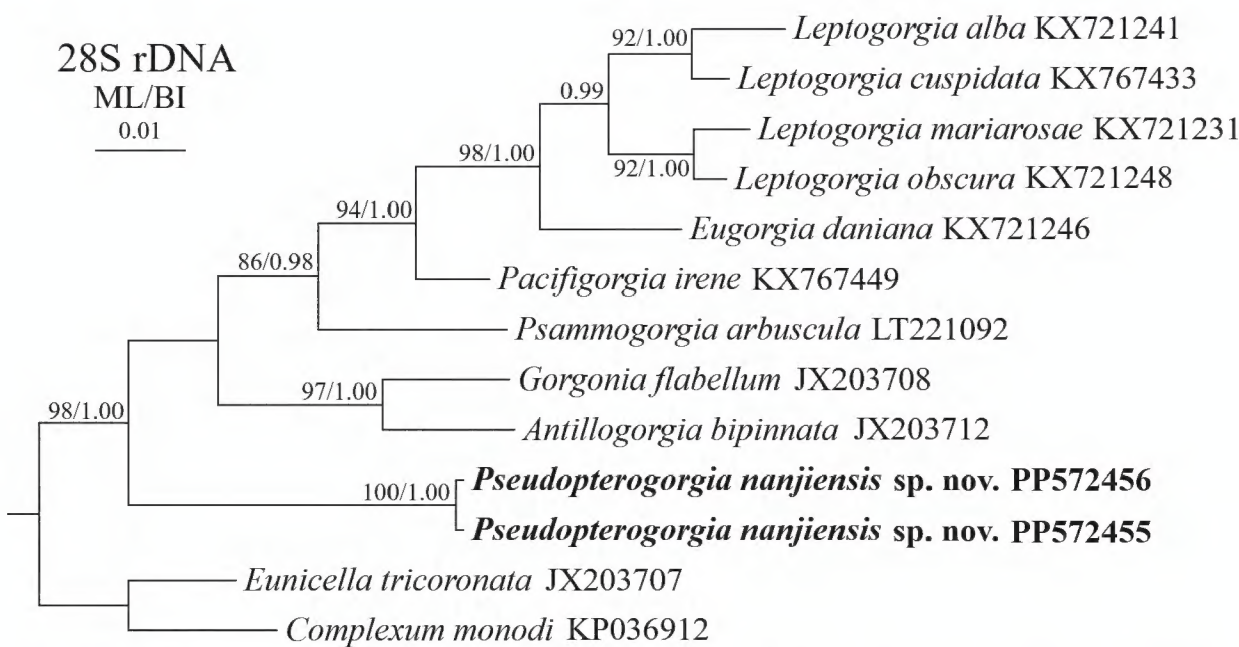 28S rDNA
ML/BI
0.01
92/1.00
Leptogorgia alba KX721241
Leptogorgia cuspidata KX767433
0.99
Leptogorgia mariarosae KX721231
92/1.00
Leptogorgia obscura KX721248
98/1.00
Eugorgia daniana KX721246
94/1.00
Pacifigorgia irene KX767449
86/0.98
Psammogorgia arbuscula LT221092
Gorgonia flabellum JX203708
97/1.00
Antillogorgia bipinnata JX203712
98/1.00
Pseudopterogorgia nanjiensis sp. nov. PP572456
100/1.00
Pseudopterogorgia nanjiensis sp. nov. PP572455
Eunicella tricoronata JX203707
Complexum monodi KP036912